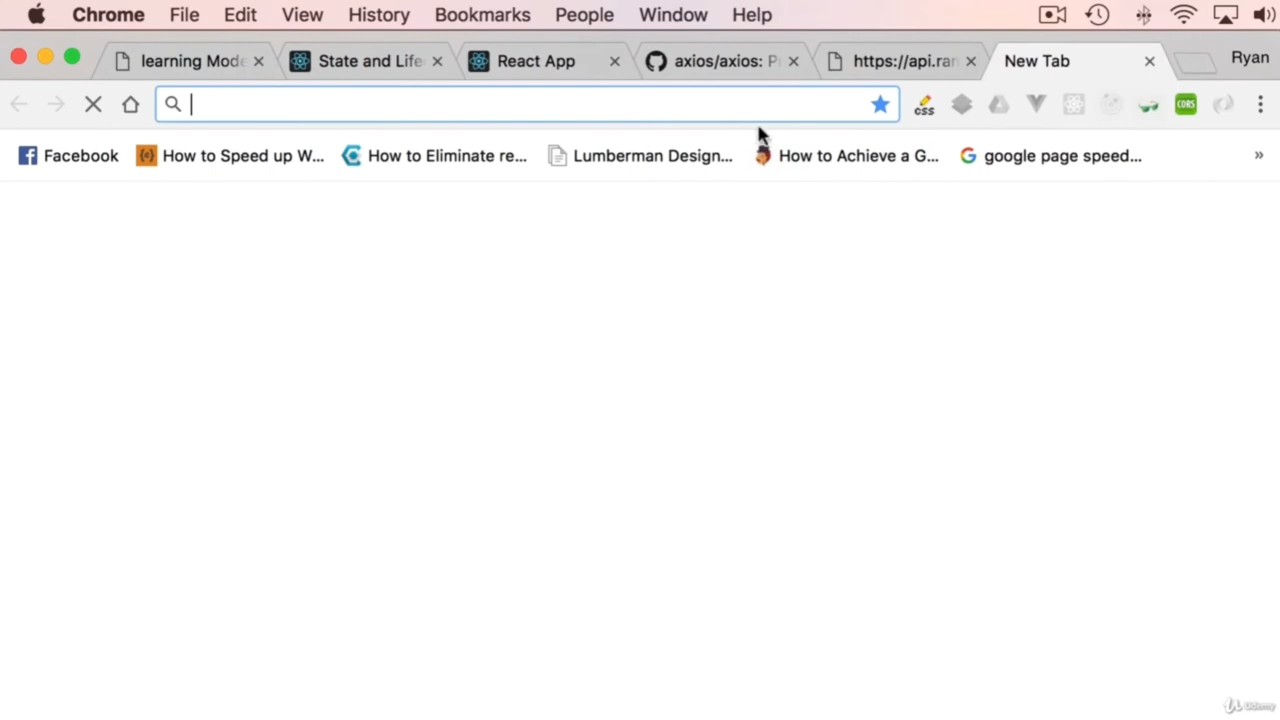 Chrome File Edit View History Bookmarks People Window Help
learning Mode State and Life React App axios/axios: P https://api.ran New Tab Ryan
css CORS
Facebook How to Speed up W... How to Eliminate re... Lumberman Design... How to Achieve a G... google page speed... »
Udemy